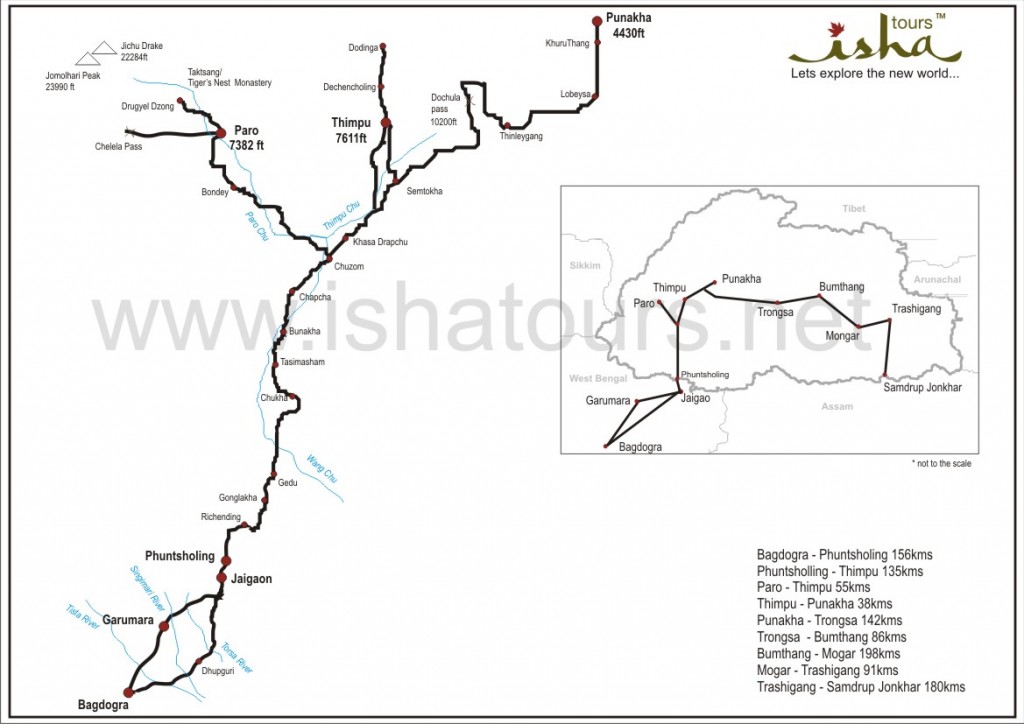 tours™
isha
Lets explore the new world...
Punakha
4430ft
KhuruThang
Lobeysa
Thinleygang
Dochula
pass
10200ft
Dodinga
Dechencholing
Thimpu
7611ft
Semtokha
Jichu Drake
22284ft
Jomolhari Peak
23990 ft
Taktsang/
Tiger's Nest Monastery
Drugyel Dzong
Paro
7382 ft
Chelela Pass
Bondey
Paro Chu
Thimpu Chu
Khasa Drapchu
Chuzom
Chapcha
www.ishatours.net
Bunakha
Tasimasham
Chukha
Wang Chu
Gedu
Gonglakha
Richending
Phuntsholing
Jaigaon
Singimari River
Tista River
Garumara
Torsa River
Dhupguri
Bagdogra
Tibet
Sikkim
Arunachal
Punakha
Thimpu
Paro
Bumthang
Trongsa
Trashigang
Mongar
Phuntsholing
West Bengal
Samdrup Jonkhar
Garumara
Jaigao
Assam
Bagdogra
* not to the scale
Bagdogra - Phuntsholing 156kms
Phuntsholling - Thimpu 135kms
Paro - Thimpu 55kms
Thimpu - Punakha 38kms
Punakha - Trongsa 142kms
Trongsa - Bumthang 86kms
Bumthang - Mogar 198kms
Mogar - Trashigang 91kms
Trashigang - Samdrup Jonkhar 180kms